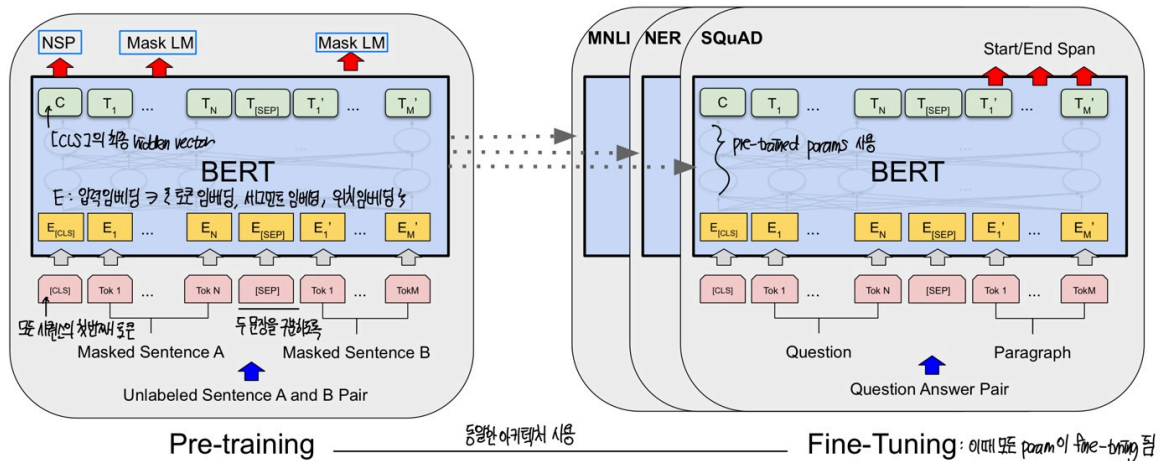 NSP Mask LM Mask LM
C T1 ... TN T[SEP] T1' ... TM'
[CLS]의 최종 hidden vector
BERT
E : 입력임베딩 → { 토큰 임베딩, 세그먼트 임베딩, 위치임베딩 }
E[CLS] E1 ... EN E[SEP] E1' ... EM'
[CLS] Tok 1 ... Tok N [SEP] Tok 1 ... TokM
모든 시퀀스의 첫번째 토큰
두 문장을 구분하도록
Masked Sentence A Masked Sentence B
Unlabeled Sentence A and B Pair
Pre-training
동일한 아키텍처 사용
MNLI NER SQuAD
Start/End Span
C T1 ... TN T[SEP] T1' ... TM'
pre-trained params 사용
BERT
E[CLS] E1 ... EN E[SEP] E1' ... EM'
[CLS] Tok 1 ... Tok N [SEP] Tok 1 ... TokM
Question Paragraph
Question Answer Pair
Fine-Tuning : 이때 모든 param이 fine-tuning 됨